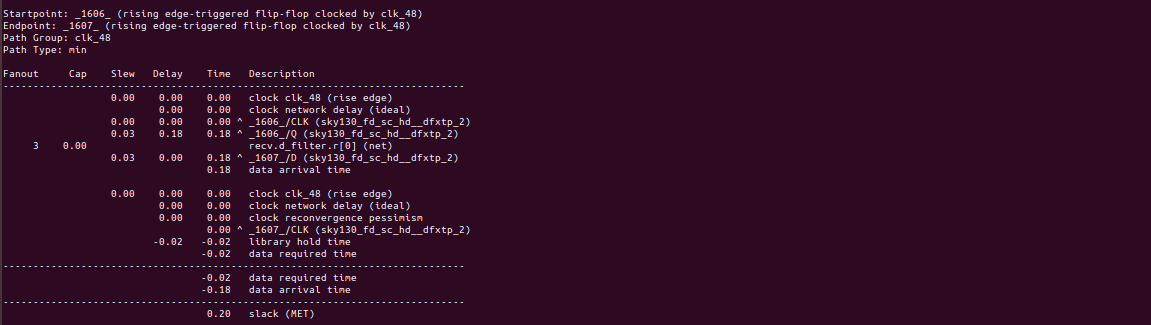 Startpoint: _1606_ (rising edge-triggered flip-flop clocked by clk_48)
Endpoint: _1607_ (rising edge-triggered flip-flop clocked by clk_48)
Path Group: clk_48
Path Type: min
Fanout     Cap    Slew   Delay    Time   Description
-----------------------------------------------------------------------------
                  0.00    0.00    0.00   clock clk_48 (rise edge)
                          0.00    0.00   clock network delay (ideal)
                  0.00    0.00    0.00 ^ _1606_/CLK (sky130_fd_sc_hd__dfxtp_2)
                  0.03    0.18    0.18 ^ _1606_/Q (sky130_fd_sc_hd__dfxtp_2)
     3    0.00                           recv.d_filter.r[0] (net)
                  0.03    0.00    0.18 ^ _1607_/D (sky130_fd_sc_hd__dfxtp_2)
                                  0.18   data arrival time
                  0.00    0.00    0.00   clock clk_48 (rise edge)
                          0.00    0.00   clock network delay (ideal)
                          0.00    0.00   clock reconvergence pessimism
                                  0.00 ^ _1607_/CLK (sky130_fd_sc_hd__dfxtp_2)
                         -0.02   -0.02   library hold time
                                 -0.02   data required time
-----------------------------------------------------------------------------
                                 -0.02   data required time
                                 -0.18   data arrival time
-----------------------------------------------------------------------------
                                  0.20   slack (MET)